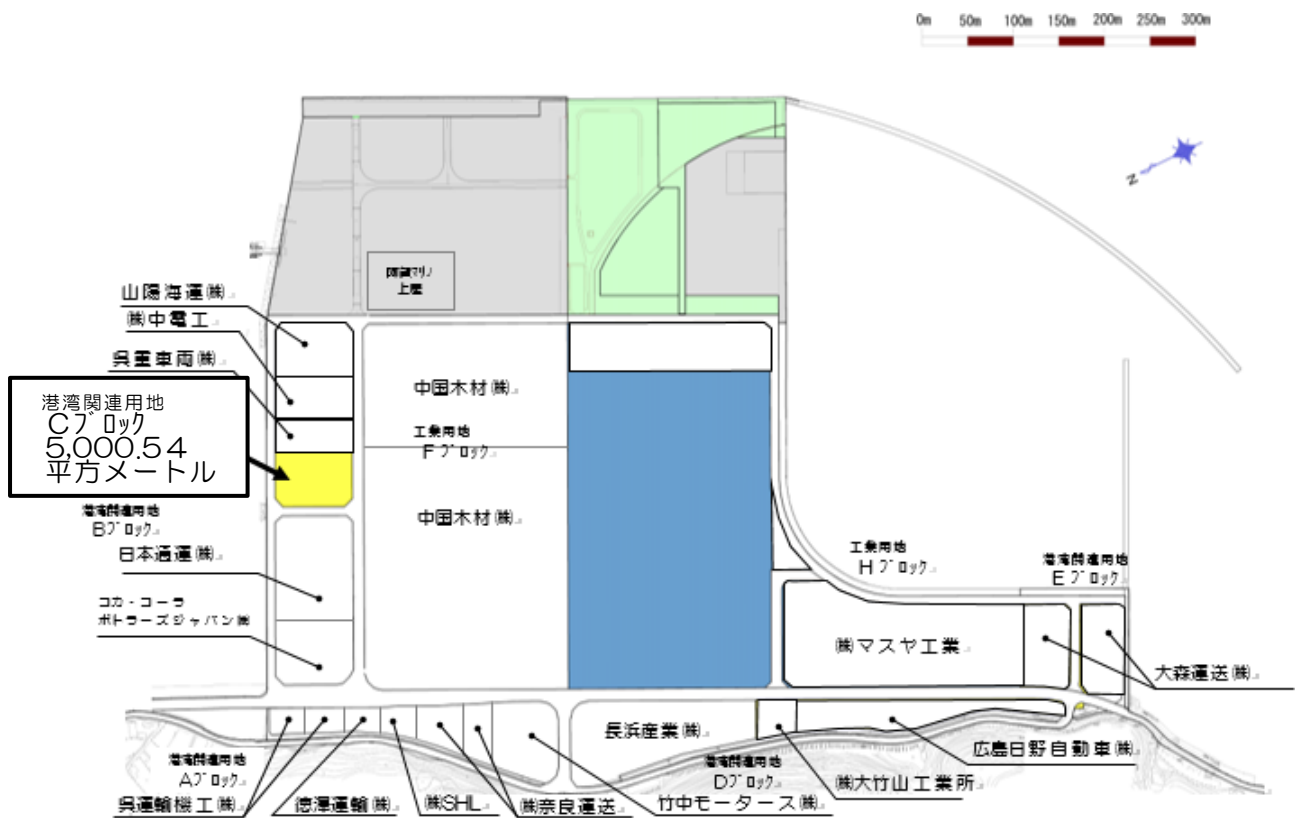 0m 50m 100m 150m 200m 250m 300m
N
上屋
山陽海運㈱
㈱中電工
呉重車両㈱
港湾関連用地
Cブロック
5,000.54
平方メートル
中国木材㈱
工業用地
Fブロック
中国木材㈱
港湾関連用地
Bブロック
日本通運㈱
コカ・コーラ
ボトラーズジャパン㈱
工業用地
Hブロック
港湾関連用地
Eブロック
㈱マスヤ工業
大森運送㈱
長浜産業㈱
広島日野自動車㈱
港湾関連用地
Aブロック
港湾関連用地
Dブロック
㈱大竹山工業所
呉運輸機工㈱
徳澤運輸㈱
㈱SHL
㈱奈良運送
竹中モータース㈱